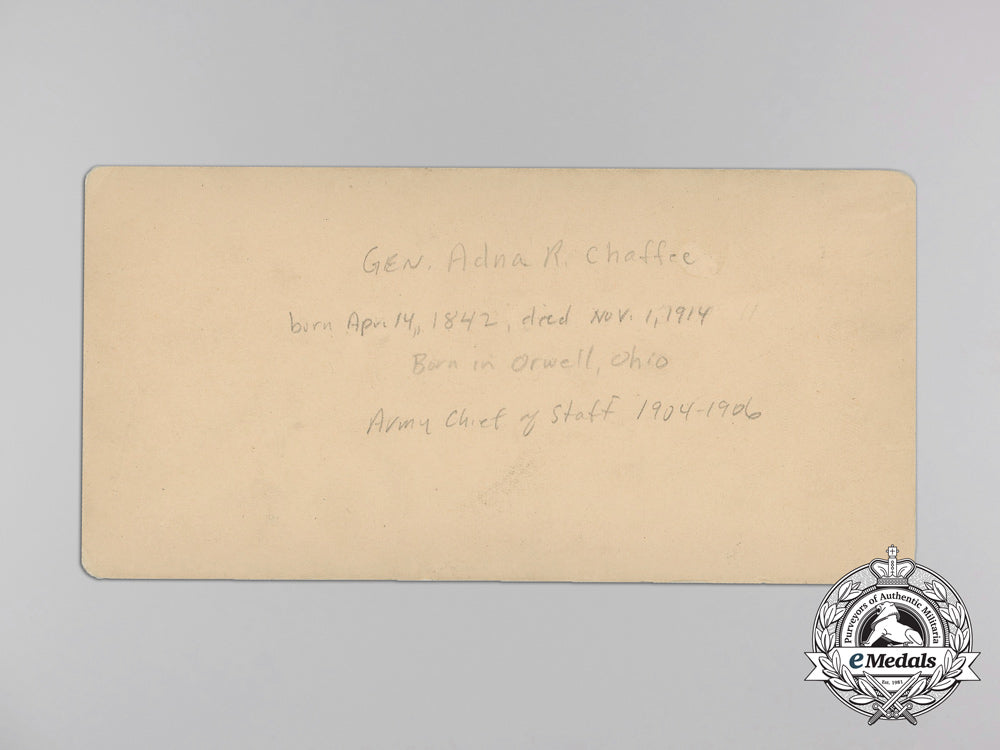 GEN. Adna R. Chaffee
born Apr. 14, 1842, died Nov. 1, 1914
Born in Orwell, Ohio
Army Chief of Staff 1904-1906
Purveyors of Authentic Militaria
eMedals
Est. 1981